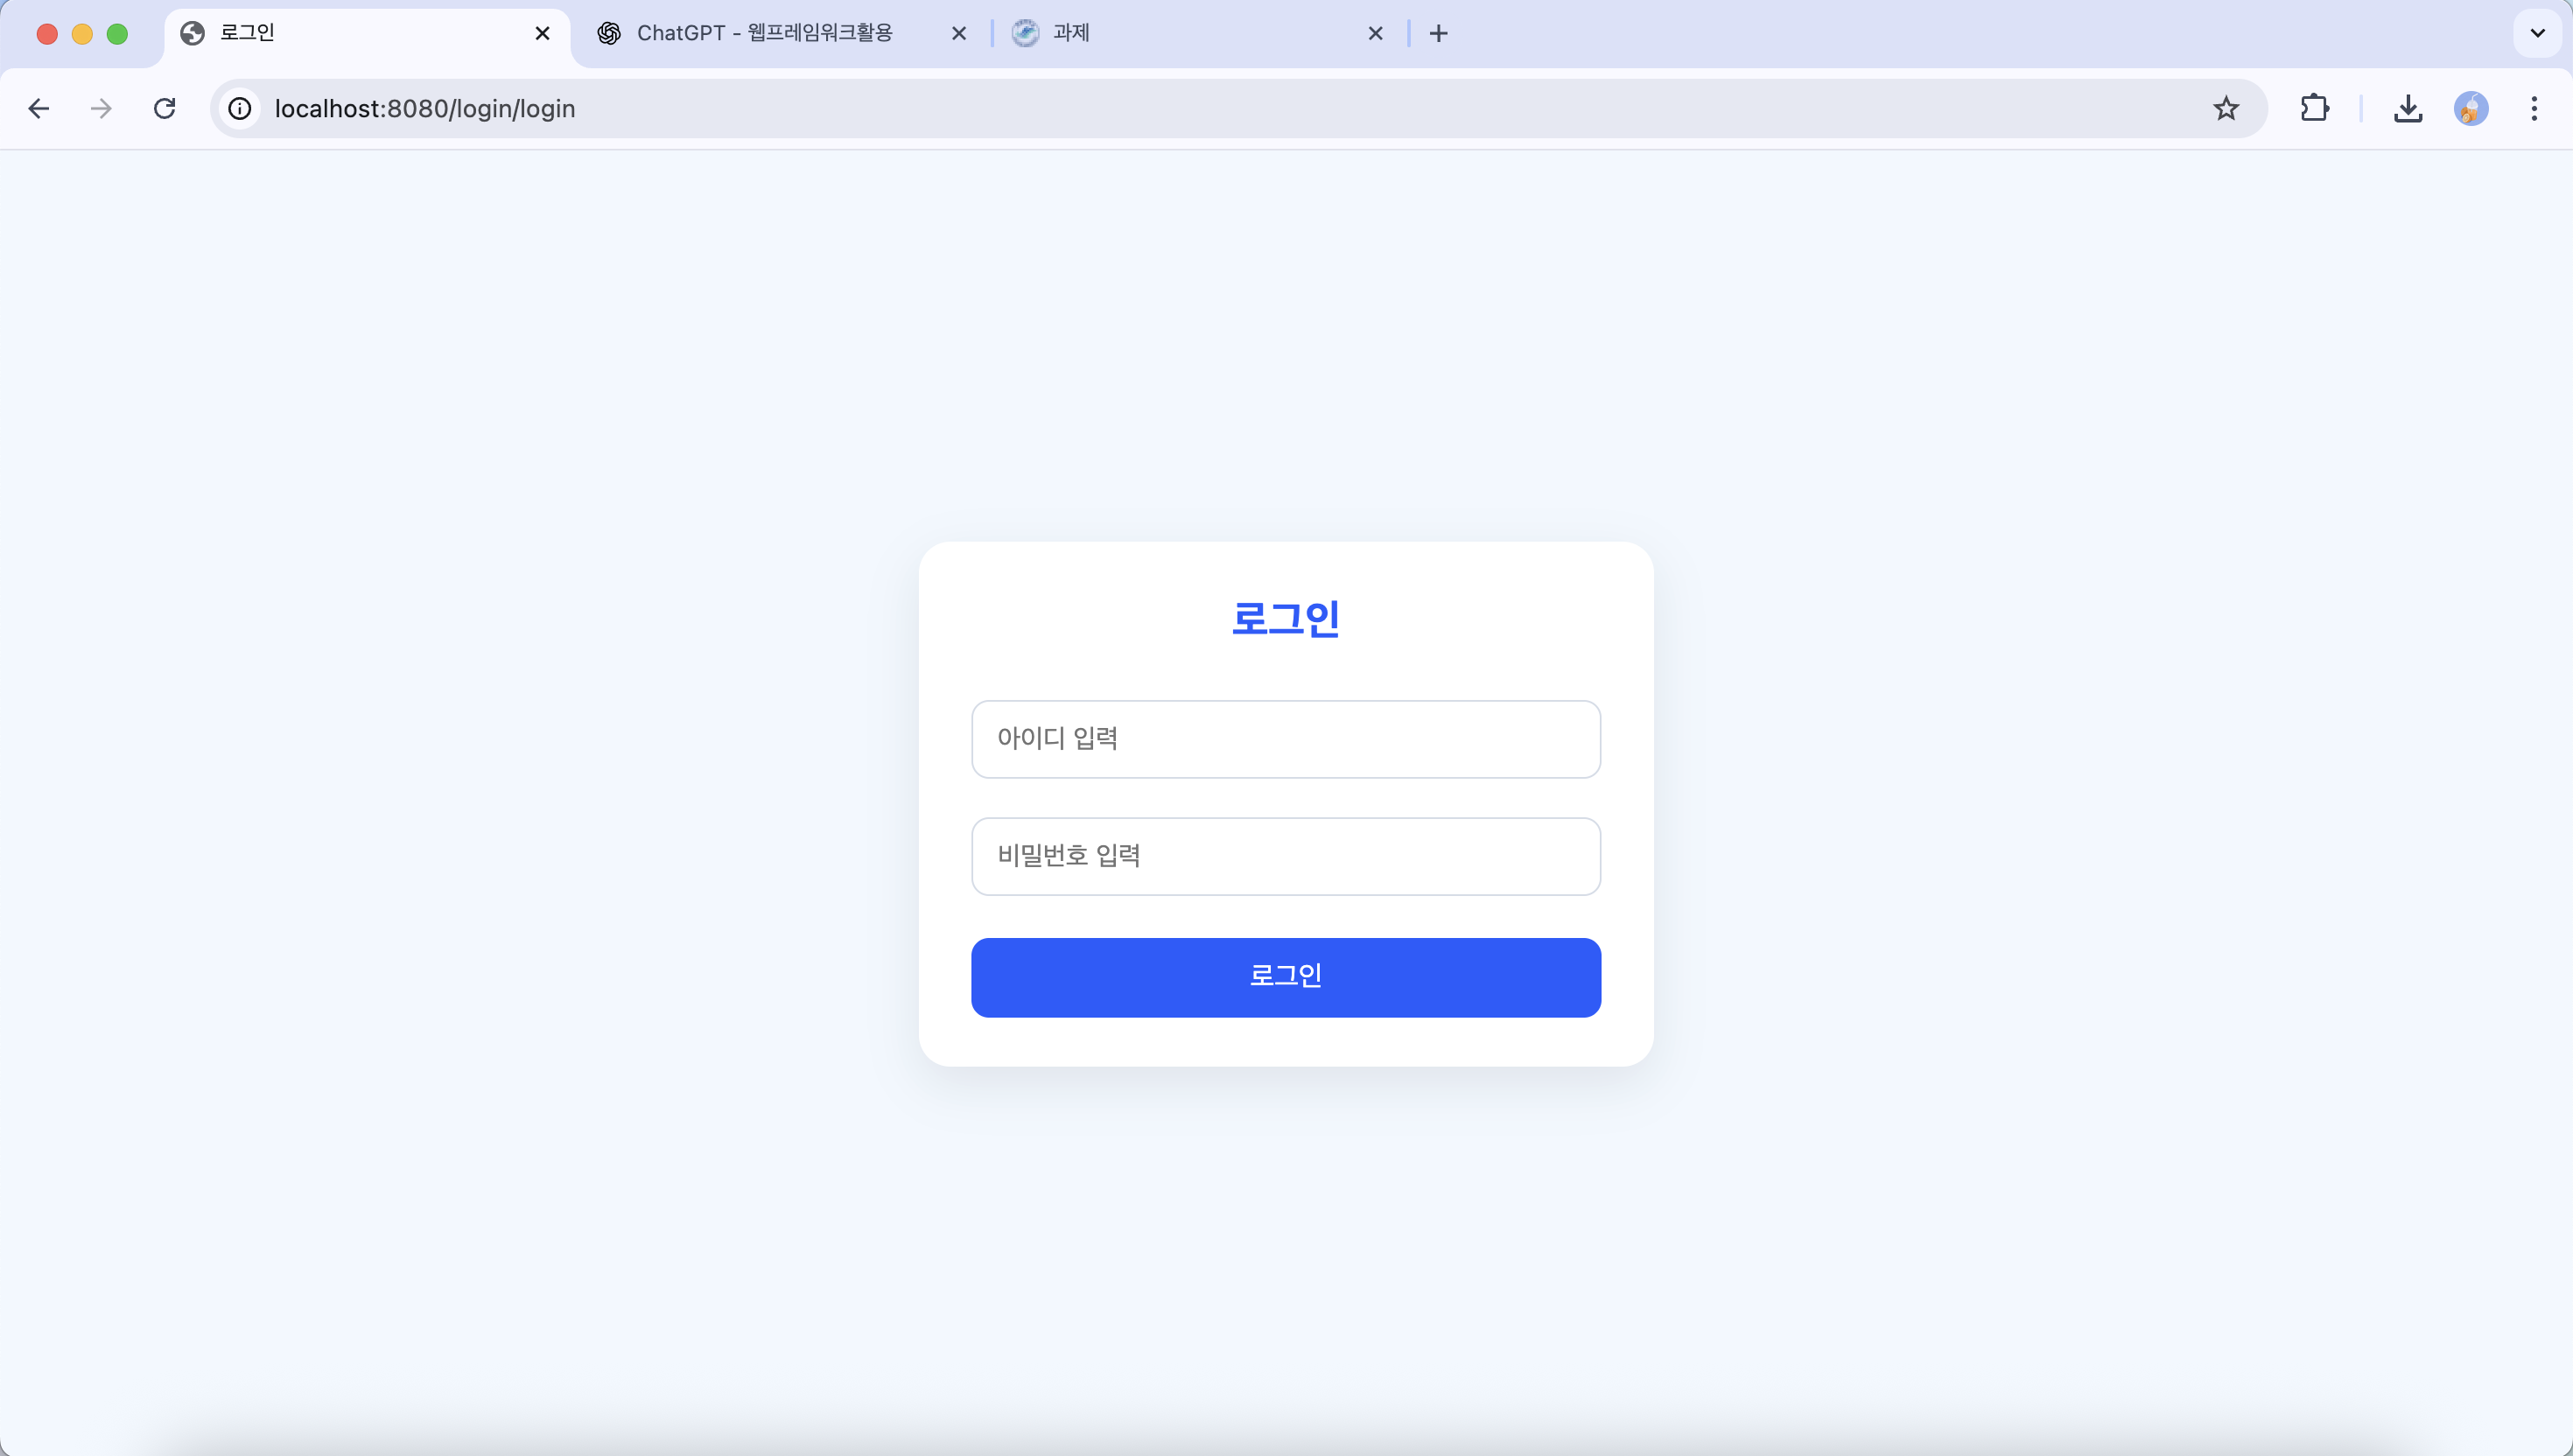 로그인
ChatGPT - 웹프레임워크활용
과제
localhost:8080/login/login
로그인
아이디 입력
비밀번호 입력
로그인